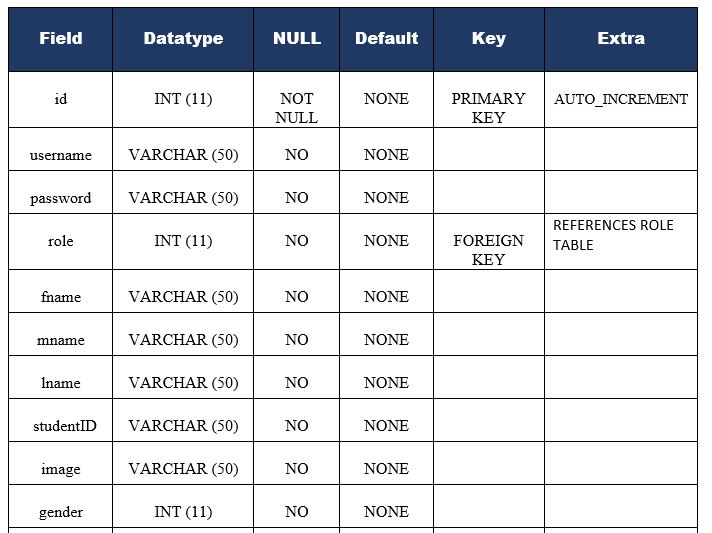 Field Datatype NULL Default Key Extra
id INT (11) NOT NULL NONE PRIMARY KEY AUTO_INCREMENT
username VARCHAR (50) NO NONE
password VARCHAR (50) NO NONE
role INT (11) NO NONE FOREIGN KEY REFERENCES ROLE TABLE
fname VARCHAR (50) NO NONE
mname VARCHAR (50) NO NONE
lname VARCHAR (50) NO NONE
studentID VARCHAR (50) NO NONE
image VARCHAR (50) NO NONE
gender INT (11) NO NONE